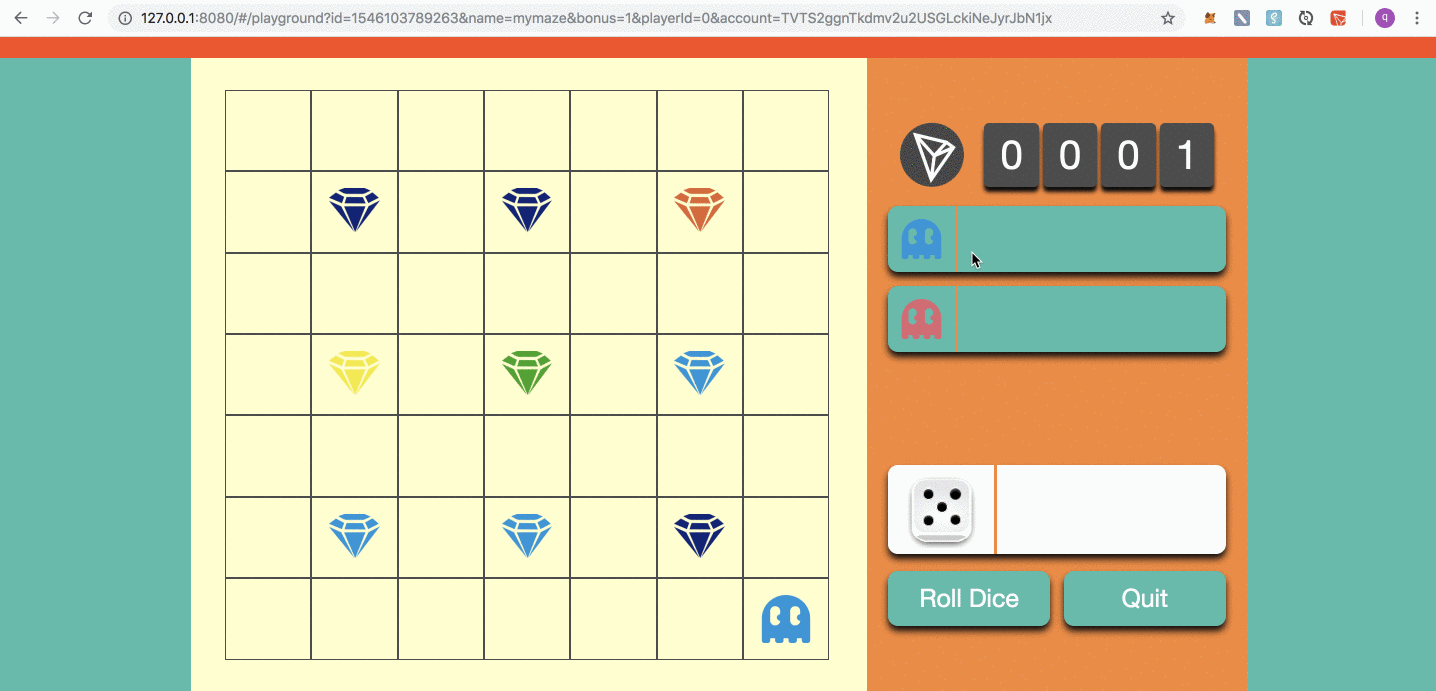 127.0.0.1:8080/#/playground?id=1546103789263&name=mymaze&bonus=1&playerId=0&account=TVTS2ggnTkdmv2u2USGLckiNeJyrJbN1jx
q
0 0 0 1
Roll Dice
Quit